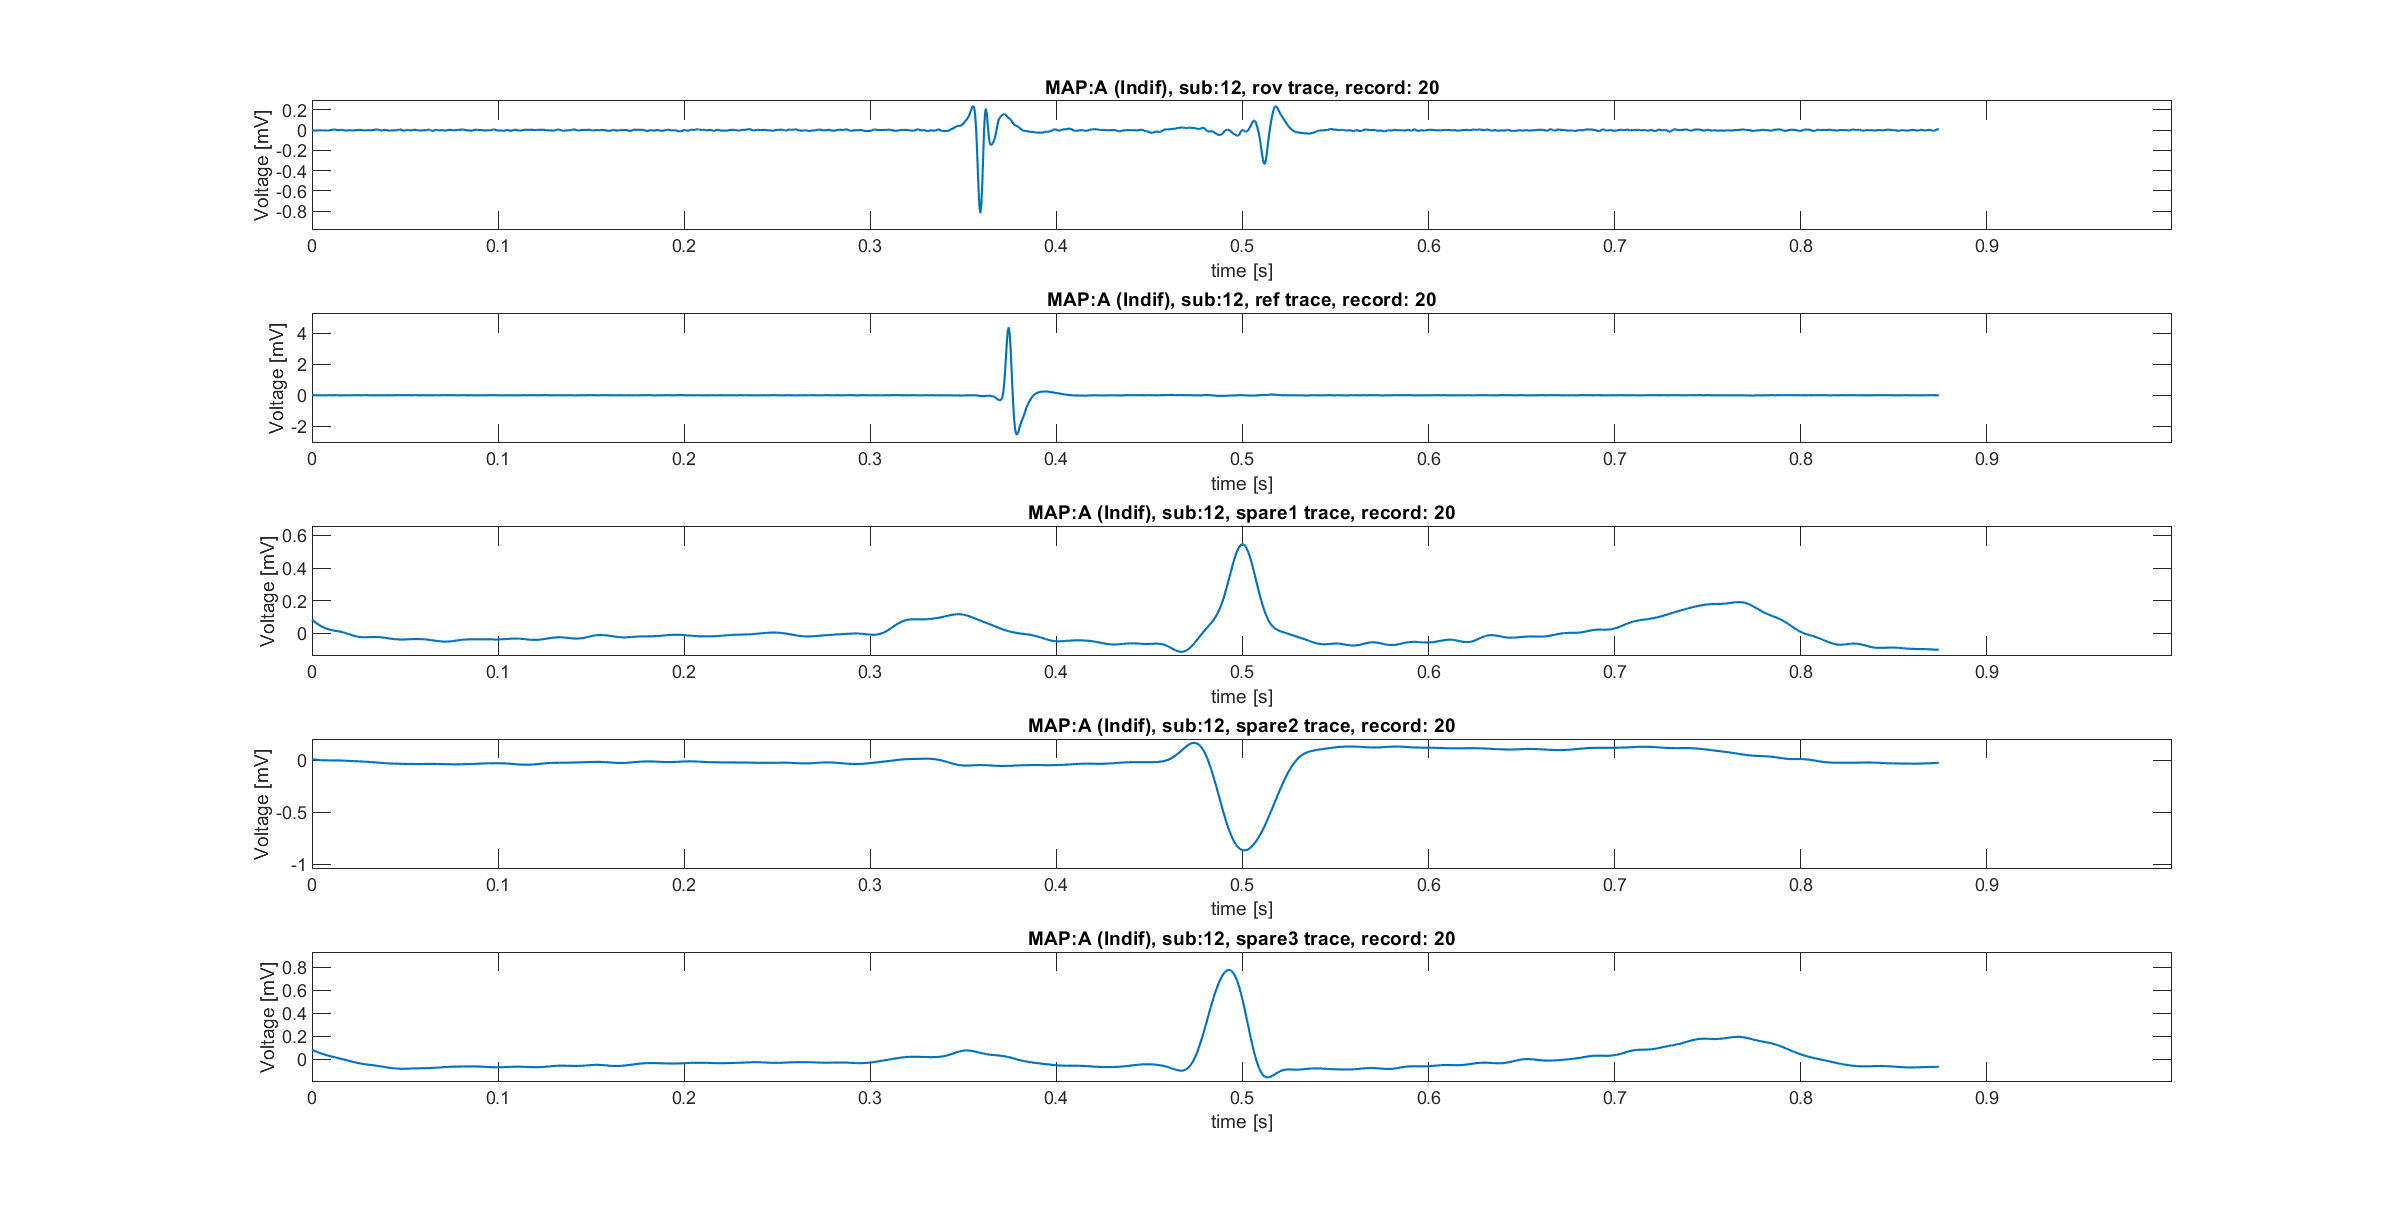 MAP:A (Indif), sub:12, rov trace, record: 20
Voltage [mV]
0.2
0
-0.2
-0.4
-0.6
-0.8
0 0.1 0.2 0.3 0.4 0.5 0.6 0.7 0.8 0.9
time [s]
MAP:A (Indif), sub:12, ref trace, record: 20
Voltage [mV]
4
2
0
-2
0 0.1 0.2 0.3 0.4 0.5 0.6 0.7 0.8 0.9
time [s]
MAP:A (Indif), sub:12, spare1 trace, record: 20
Voltage [mV]
0.6
0.4
0.2
0
0 0.1 0.2 0.3 0.4 0.5 0.6 0.7 0.8 0.9
time [s]
MAP:A (Indif), sub:12, spare2 trace, record: 20
Voltage [mV]
0
-0.5
-1
0 0.1 0.2 0.3 0.4 0.5 0.6 0.7 0.8 0.9
time [s]
MAP:A (Indif), sub:12, spare3 trace, record: 20
Voltage [mV]
0.8
0.6
0.4
0.2
0
0 0.1 0.2 0.3 0.4 0.5 0.6 0.7 0.8 0.9
time [s]